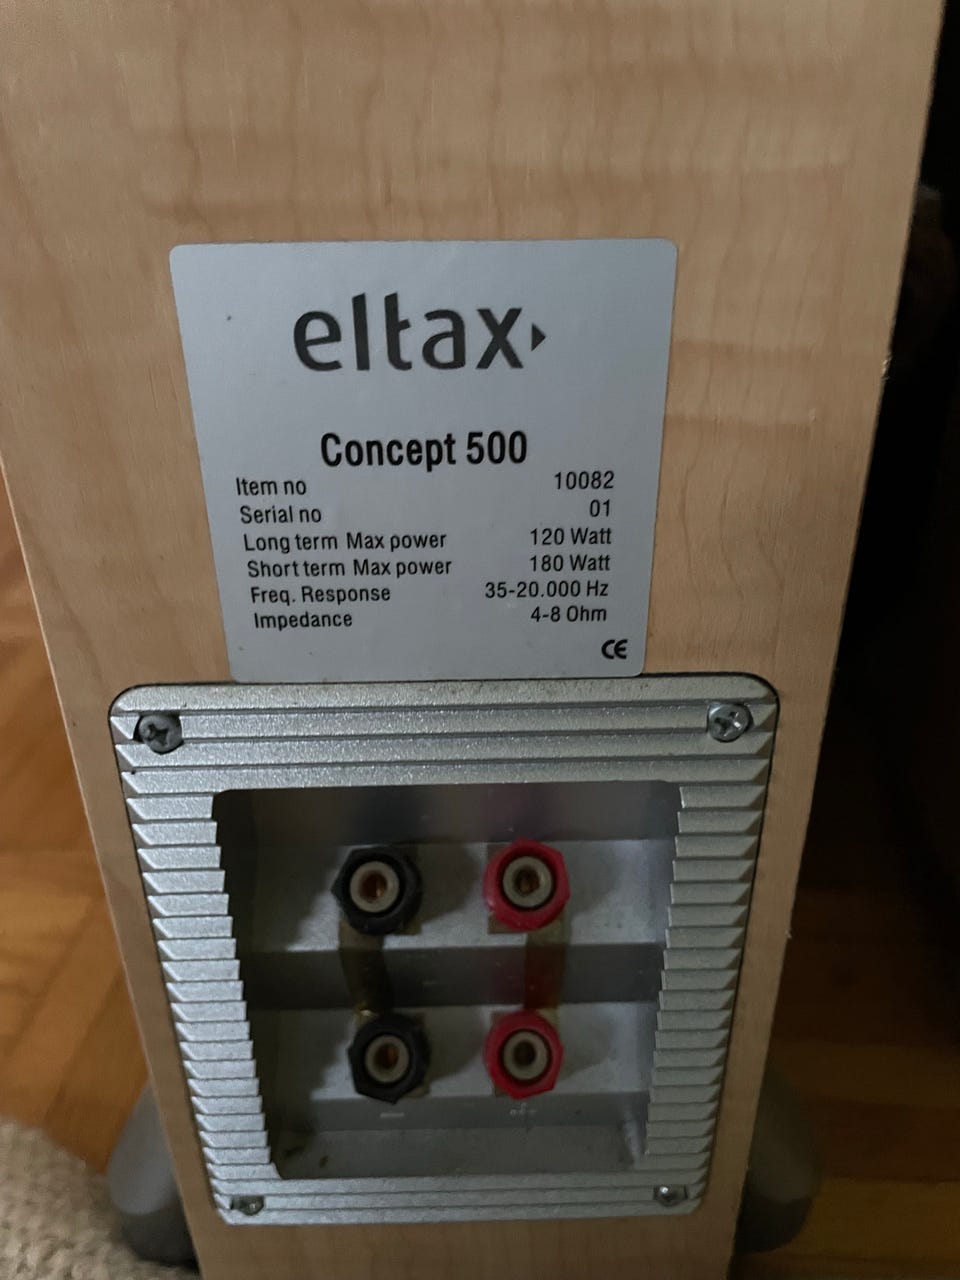 eltax
Concept 500
Item no 10082
Serial no 01
Long term Max power 120 Watt
Short term Max power 180 Watt
Freq. Response 35-20.000 Hz
Impedance 4-8 Ohm
CE